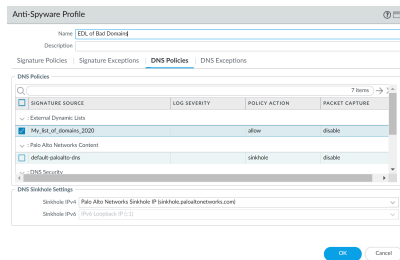 Anti-Spyware Profile
Name EDL of Bad Domains
Description
Signature Policies | Signature Exceptions | DNS Policies | DNS Exceptions
DNS Policies
7 items
SIGNATURE SOURCE LOG SEVERITY POLICY ACTION PACKET CAPTURE
: External Dynamic Lists
My_list_of_domains_2020 allow disable
: Palo Alto Networks Content
default-paloalto-dns sinkhole disable
: DNS Security
DNS Sinkhole Settings
Sinkhole IPv4 Palo Alto Networks Sinkhole IP (sinkhole.paloaltonetworks.com)
Sinkhole IPv6 IPv6 Loopback IP (::1)
OK Cancel